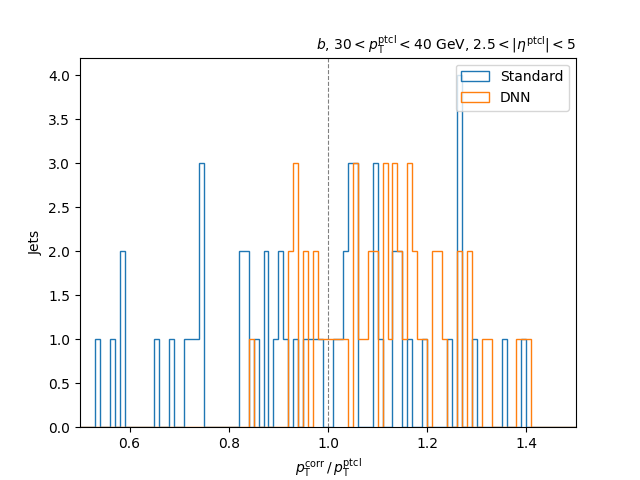 b, 30 < p_T^ptcl < 40 GeV, 2.5 < |η^ptcl| < 5
Standard
DNN
Jets
4.0
3.5
3.0
2.5
2.0
1.5
1.0
0.5
0.0
0.6 0.8 1.0 1.2 1.4
p_T^corr / p_T^ptcl